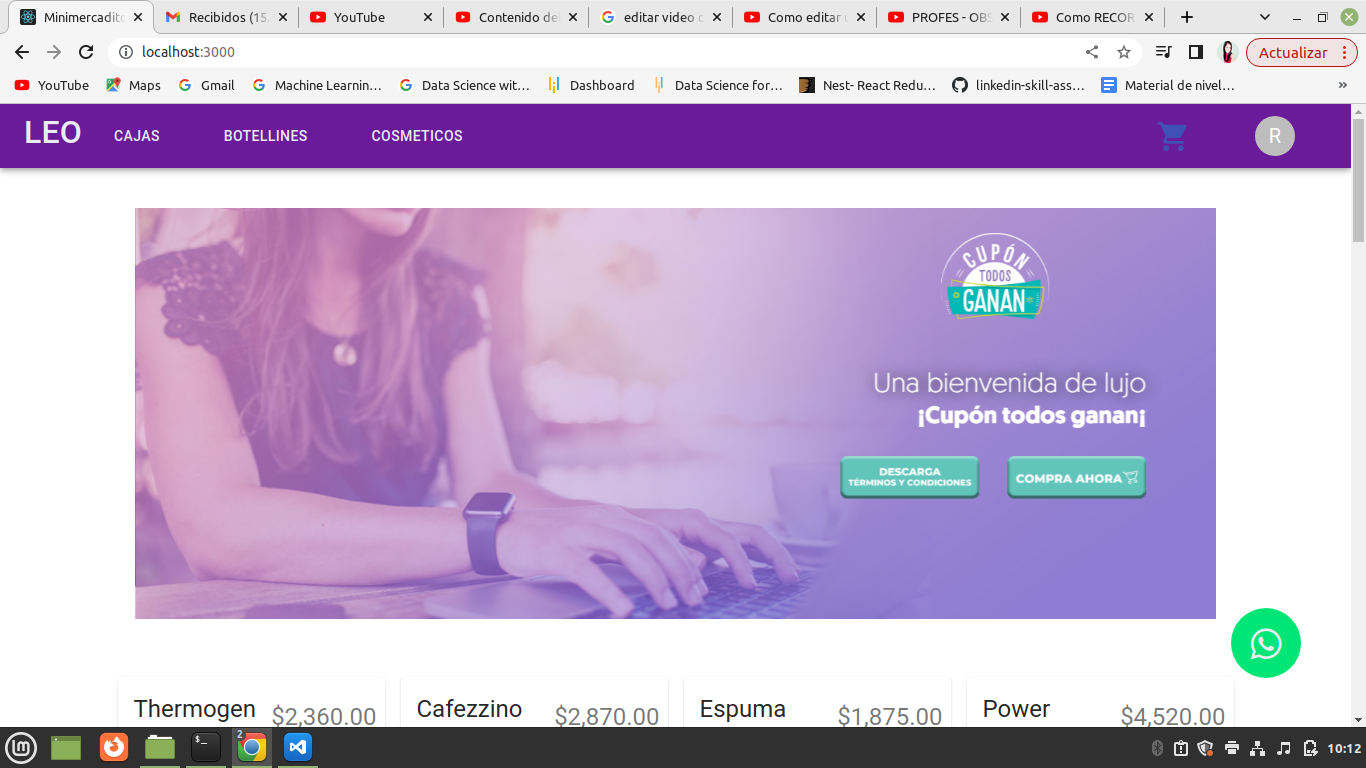 Minimercadito
Recibidos (15
YouTube
Contenido de
editar video c
Como editar u
PROFES - OBS
Como RECOR
localhost:3000
Actualizar
YouTube
Maps
Gmail
Machine Learnin...
Data Science wit...
Dashboard
Data Science for...
Nest- React Redu...
linkedin-skill-ass...
Material de nivel...
»
LEO
CAJAS
BOTELLINES
COSMETICOS
R
CUPÓN
TODOS
GANAN
Una bienvenida de lujo
¡Cupón todos ganan¡
DESCARGA
TÉRMINOS Y CONDICIONES
COMPRA AHORA
Thermogen
$2,360.00
Cafezzino
$2,870.00
Espuma
$1,875.00
Power
$4,520.00
2
10:12